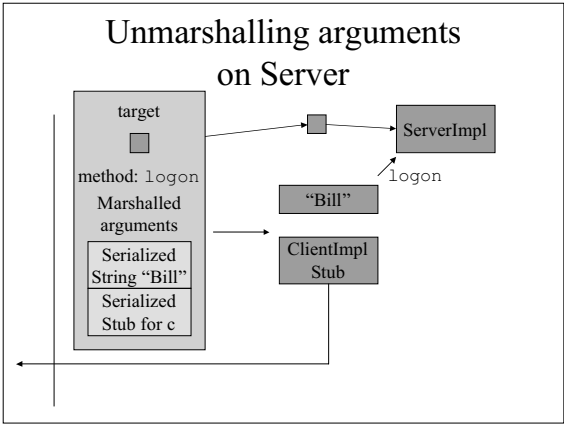 Unmarshalling arguments
on Server
target
method: logon
Marshalled
arguments
Serialized
String “Bill”
Serialized
Stub for c
ServerImpl
logon
“Bill”
ClientImpl
Stub